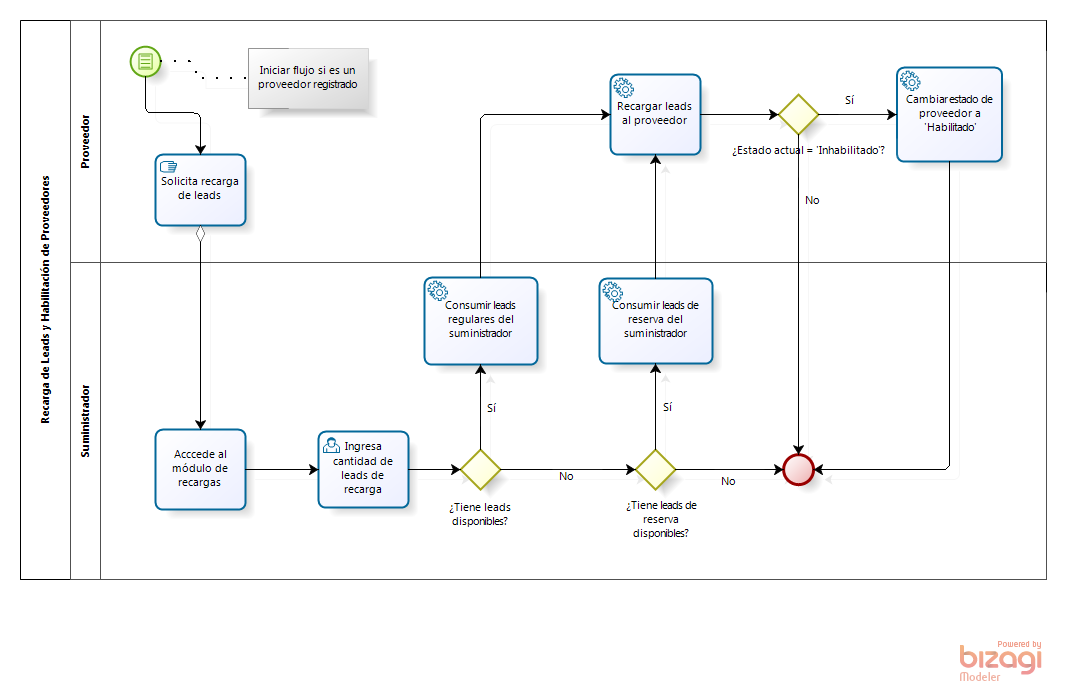 Recarga de Leads y Habilitación de Proveedores
Proveedor
Iniciar flujo si es un
proveedor registrado
Solicita recarga
de leads
Recargar leads
al proveedor
¿Estado actual = 'Inhabilitado'?
Sí
No
Cambiar estado de
proveedor a
'Habilitado'
Suministrador
Acccede al
módulo de
recargas
Ingresa
cantidad de
leads de
recarga
¿Tiene leads
disponibles?
Sí
No
Consumir leads
regulares del
suministrador
¿Tiene leads de
reserva
disponibles?
Sí
No
Consumir leads de
reserva del
suministrador
Powered by
bizagi
Modeler